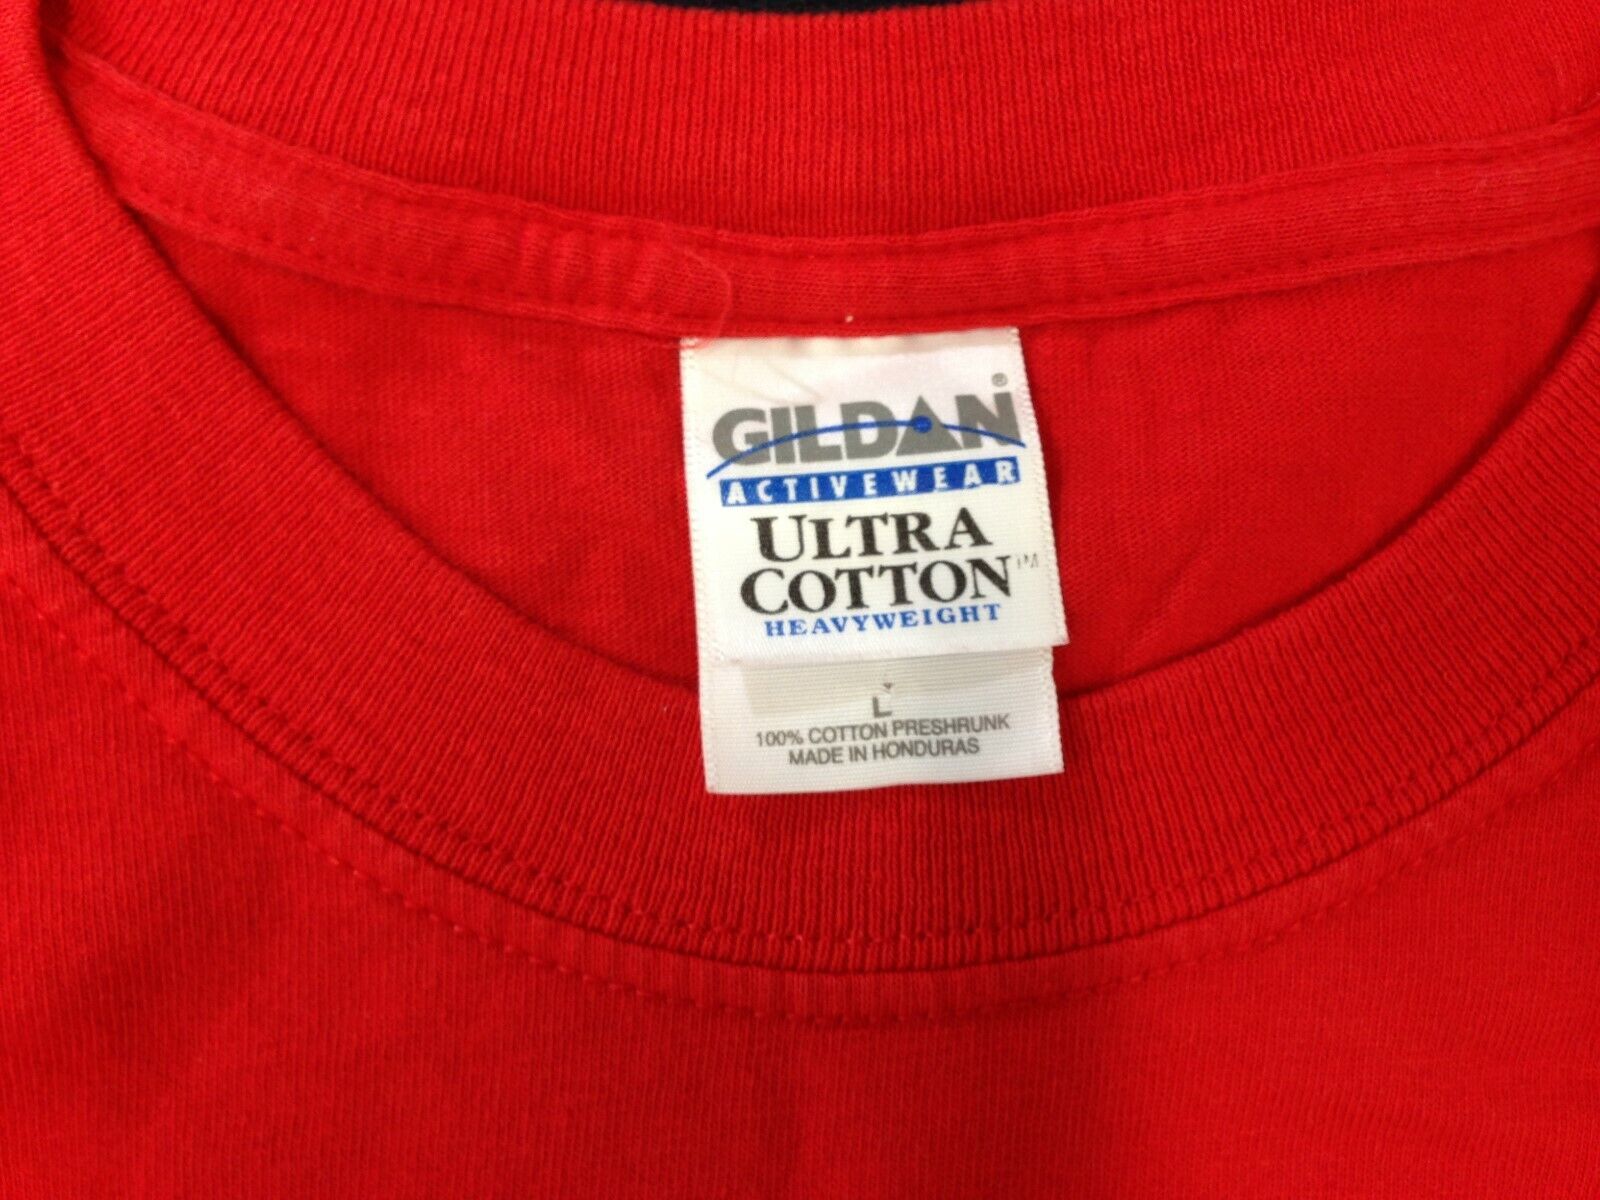 GILDAN®
ACTIVEWEAR
ULTRA
COTTON™
HEAVYWEIGHT
L
100% COTTON PRESHRUNK
MADE IN HONDURAS